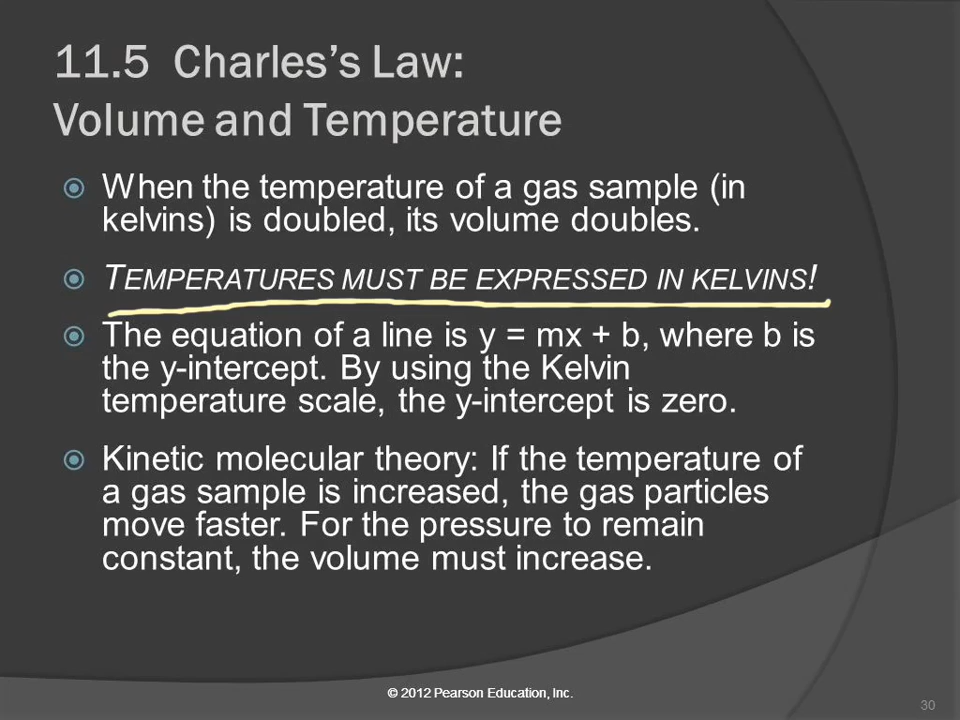 11.5 Charles’s Law:
Volume and Temperature
When the temperature of a gas sample (in
kelvins) is doubled, its volume doubles.
TEMPERATURES MUST BE EXPRESSED IN KELVINS!
The equation of a line is y = mx + b, where b is
the y-intercept. By using the Kelvin
temperature scale, the y-intercept is zero.
Kinetic molecular theory: If the temperature of
a gas sample is increased, the gas particles
move faster. For the pressure to remain
constant, the volume must increase.
© 2012 Pearson Education, Inc.
30